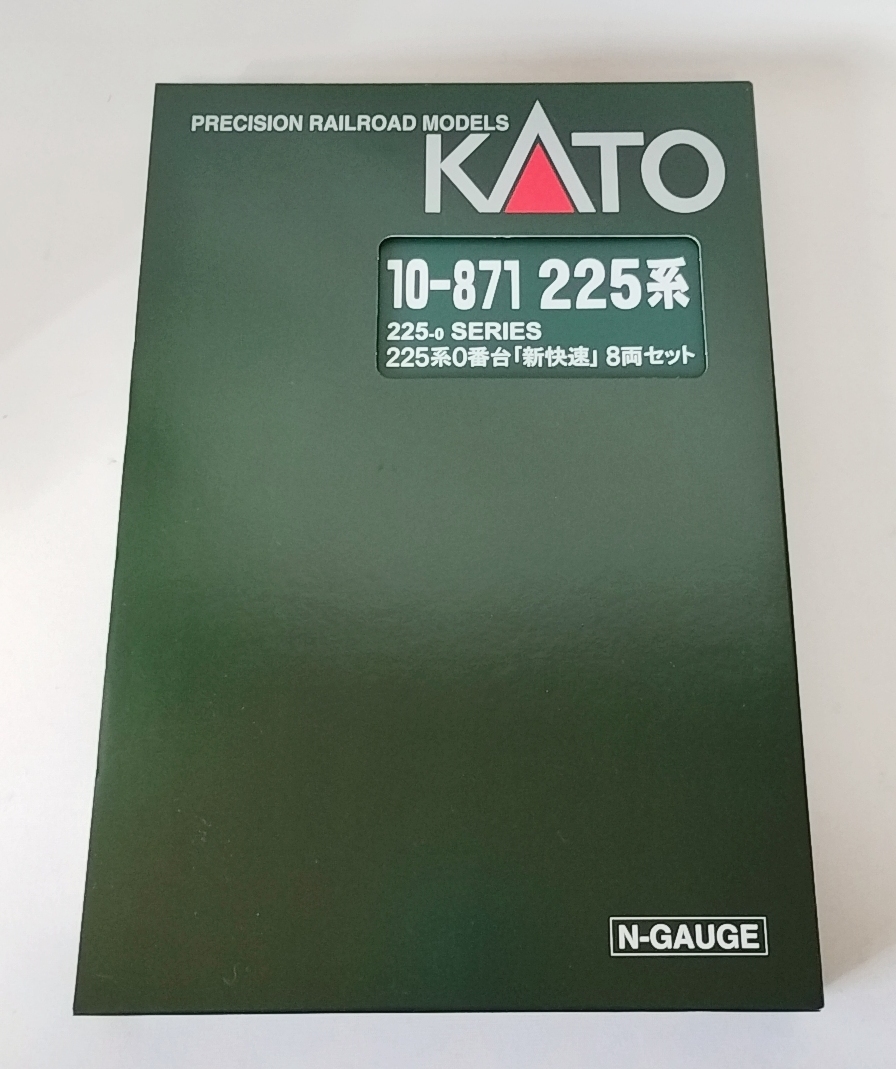 PRECISION RAILROAD MODELS
KATO
10-871 225系
225-0 SERIES
225系0番台「新快速」8両セット
N-GAUGE